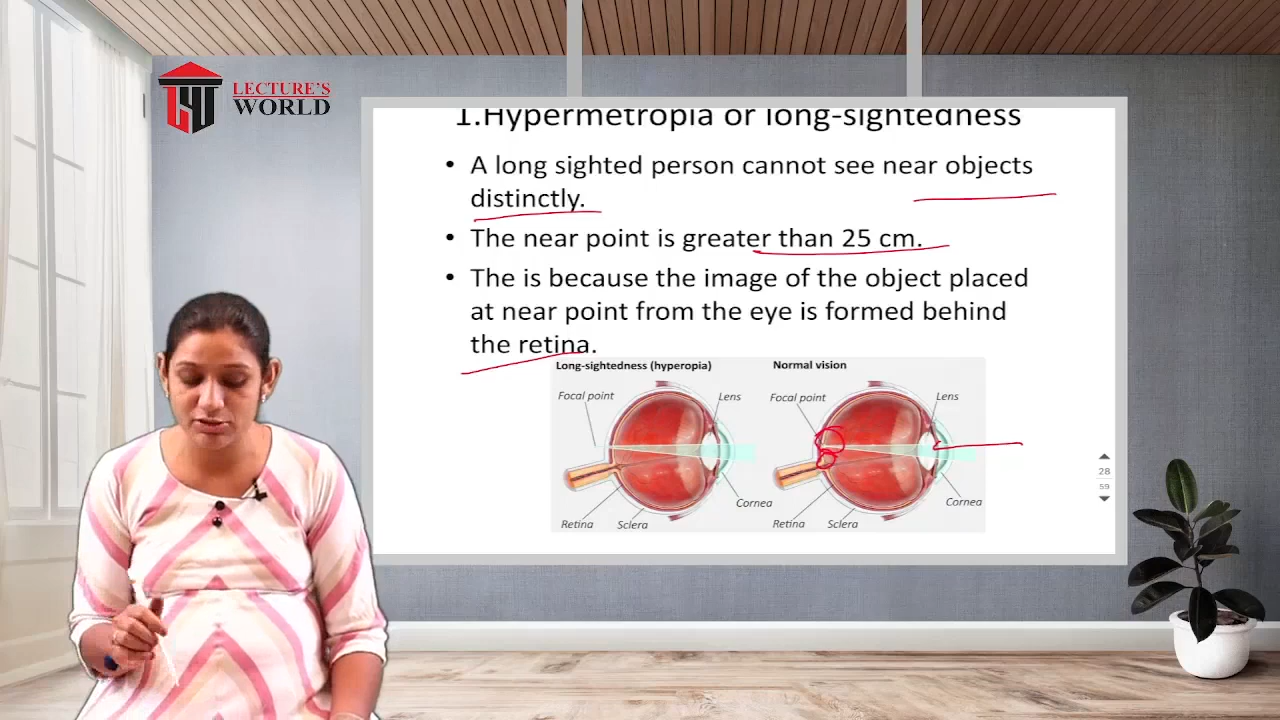 LECTURE'S
WORLD
1.Hypermetropia or long-sightedness
• A long sighted person cannot see near objects
distinctly.
• The near point is greater than 25 cm.
• The is because the image of the object placed
at near point from the eye is formed behind
the retina.
Long-sightedness (hyperopia)
Normal vision
Focal point
Lens
Focal point
Lens
Cornea
Cornea
Retina
Sclera
Retina
Sclera
28
59